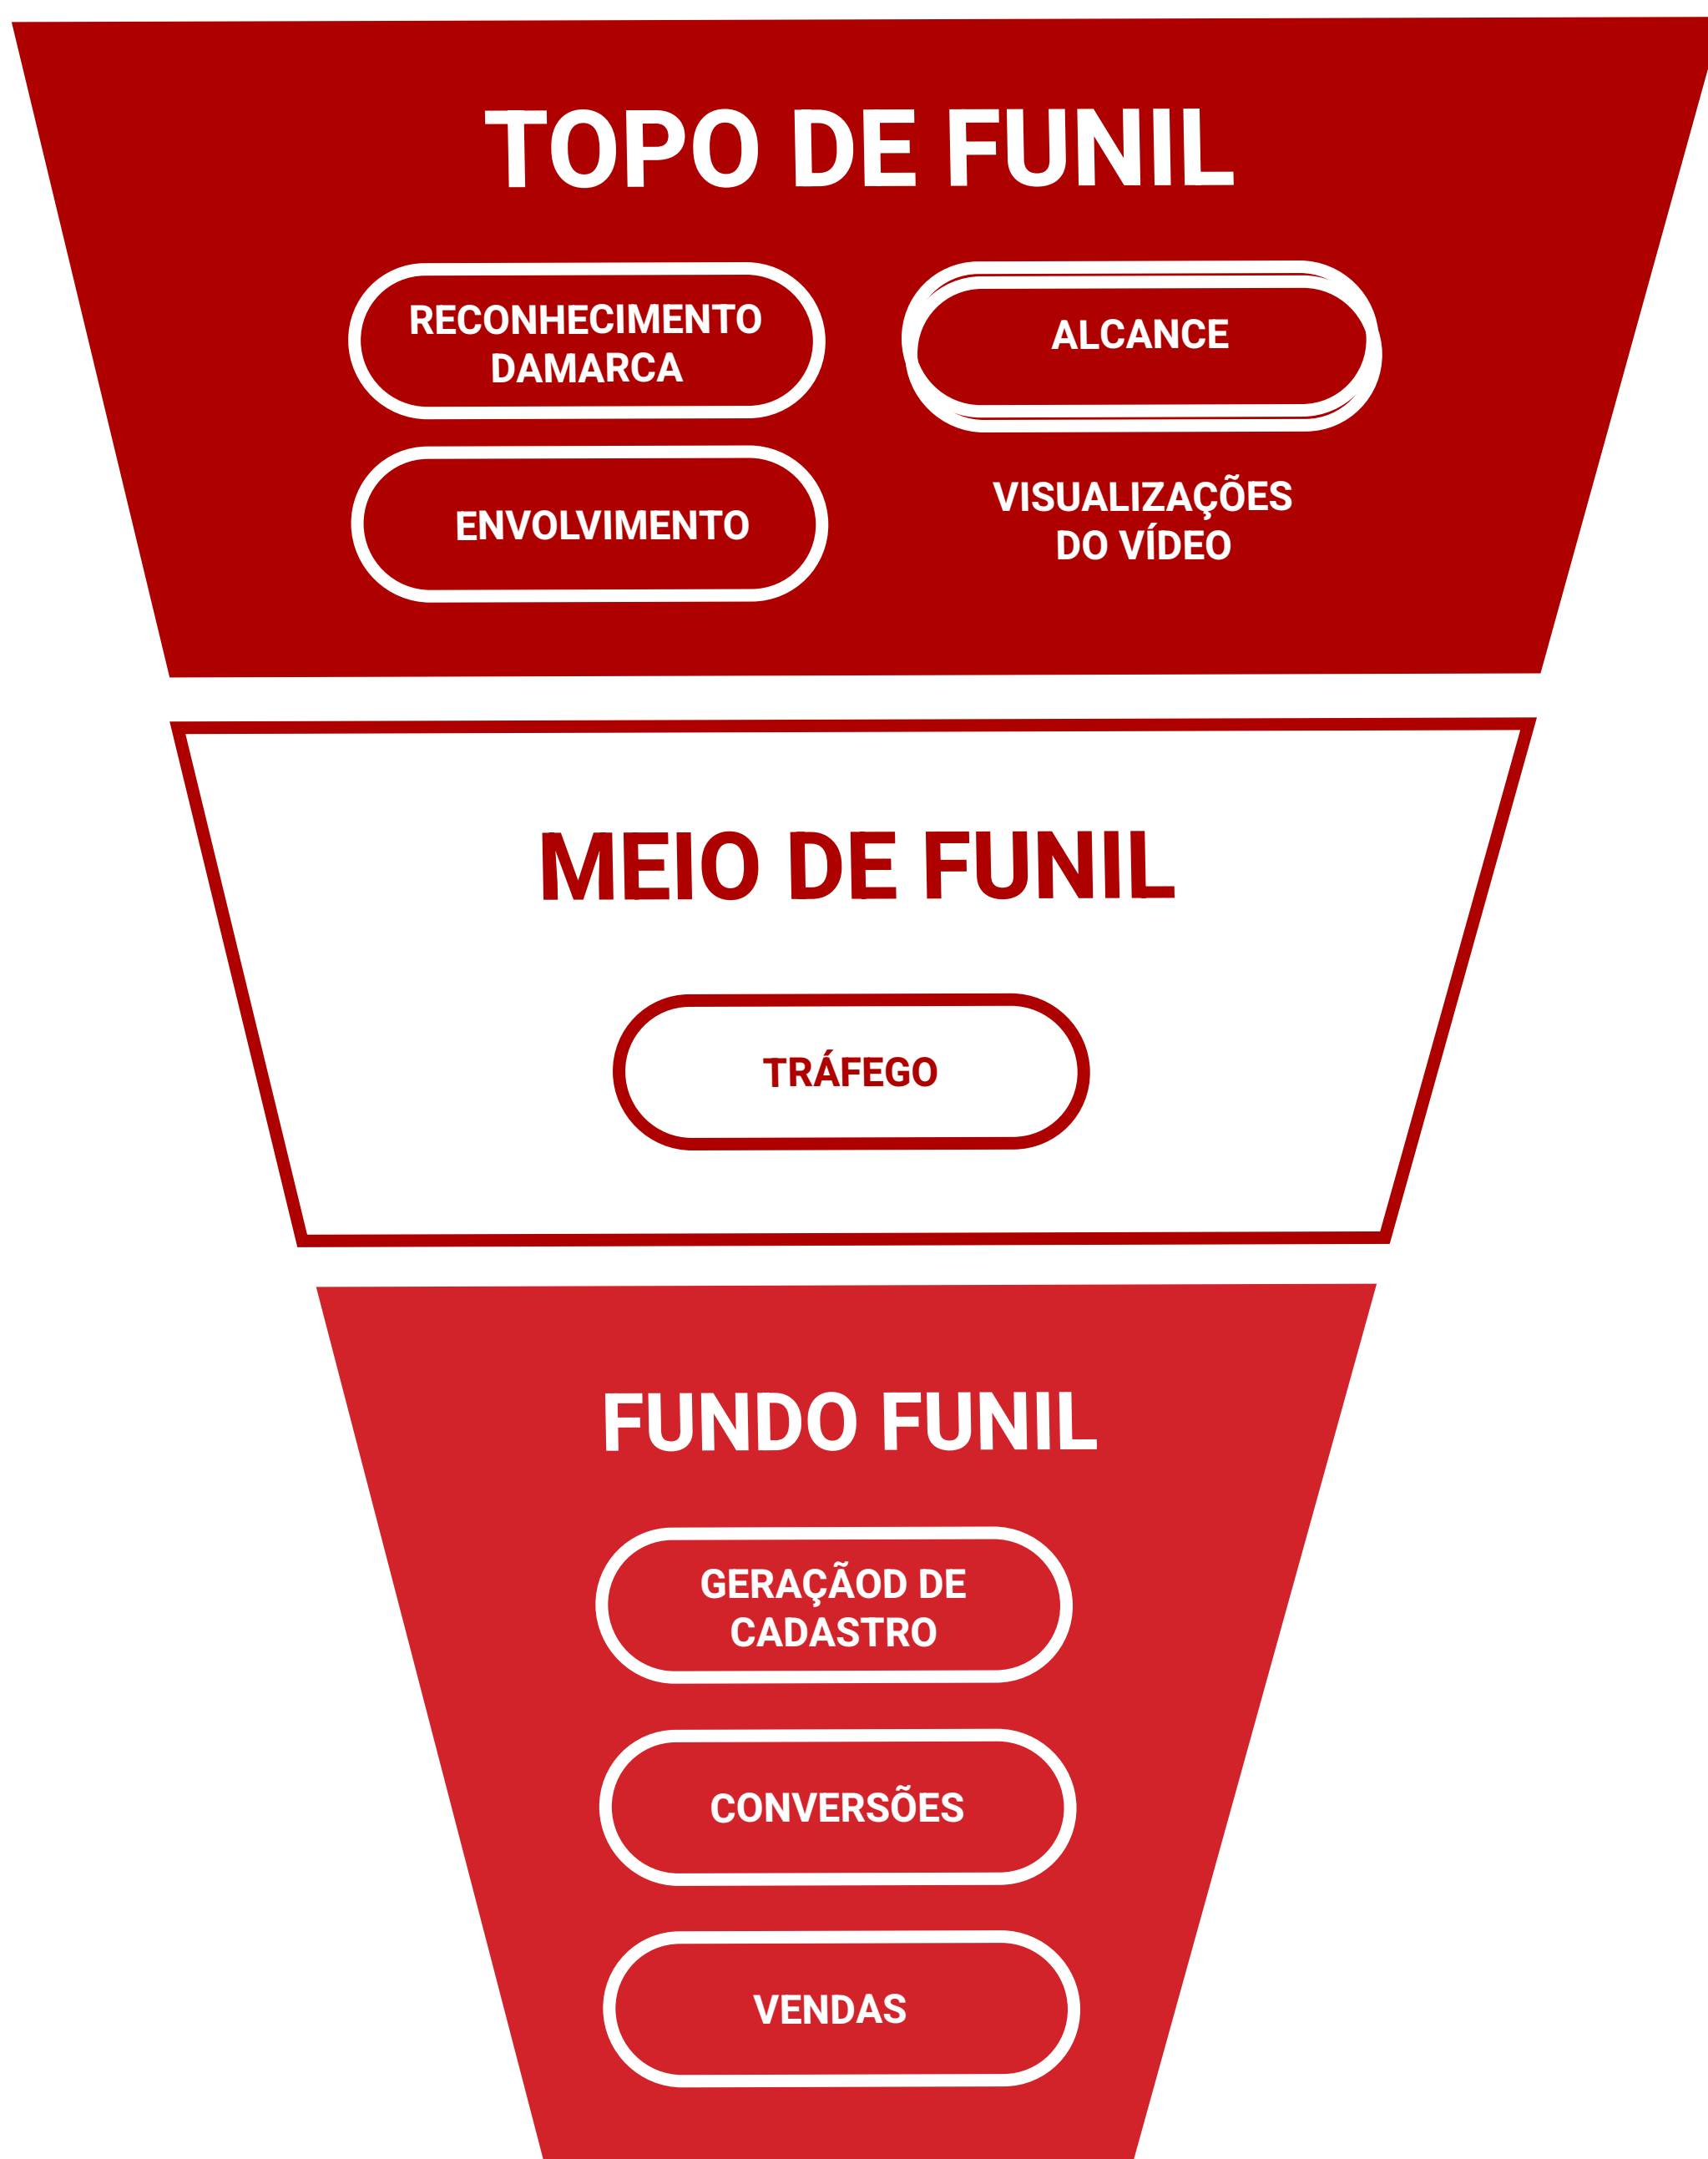 TOPO DE FUNIL
RECONHECIMENTO
DAMARCA
ALCANCE
ENVOLVIMENTO
VISUALIZAÇÕES
DO VÍDEO
MEIO DE FUNIL
TRÁFEGO
FUNDO FUNIL
GERAÇÃOD DE
CADASTRO
CONVERSÕES
VENDAS